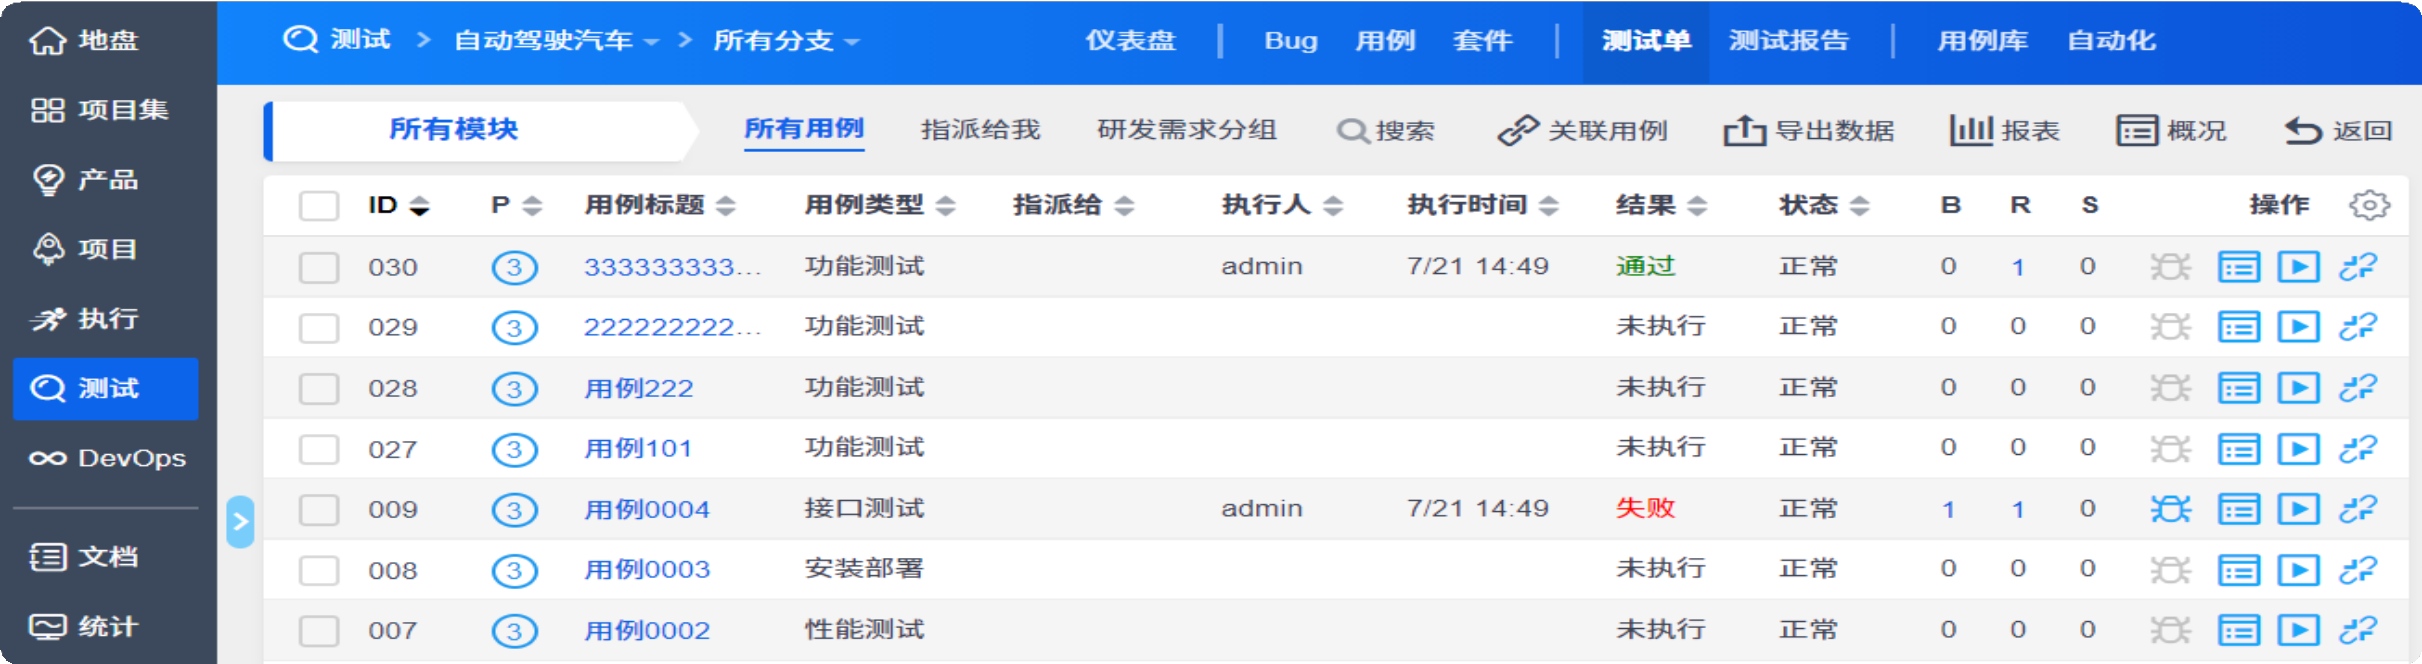 地盘
项目集
产品
项目
执行
测试
DevOps
文档
统计
测试 > 自动驾驶汽车 > 所有分支
仪表盘 | Bug 用例 套件 | 测试单 测试报告 | 用例库 自动化
所有模块 所有用例 指派给我 研发需求分组 搜索 关联用例 导出数据 报表 概况 返回
ID P 用例标题 用例类型 指派给 执行人 执行时间 结果 状态 B R S 操作
030 3 333333333... 功能测试 admin 7/21 14:49 通过 正常 0 1 0
029 3 222222222... 功能测试 未执行 正常 0 0 0
028 3 用例222 功能测试 未执行 正常 0 0 0
027 3 用例101 功能测试 未执行 正常 0 0 0
009 3 用例0004 接口测试 admin 7/21 14:49 失败 正常 1 1 0
008 3 用例0003 安装部署 未执行 正常 0 0 0
007 3 用例0002 性能测试 未执行 正常 0 0 0